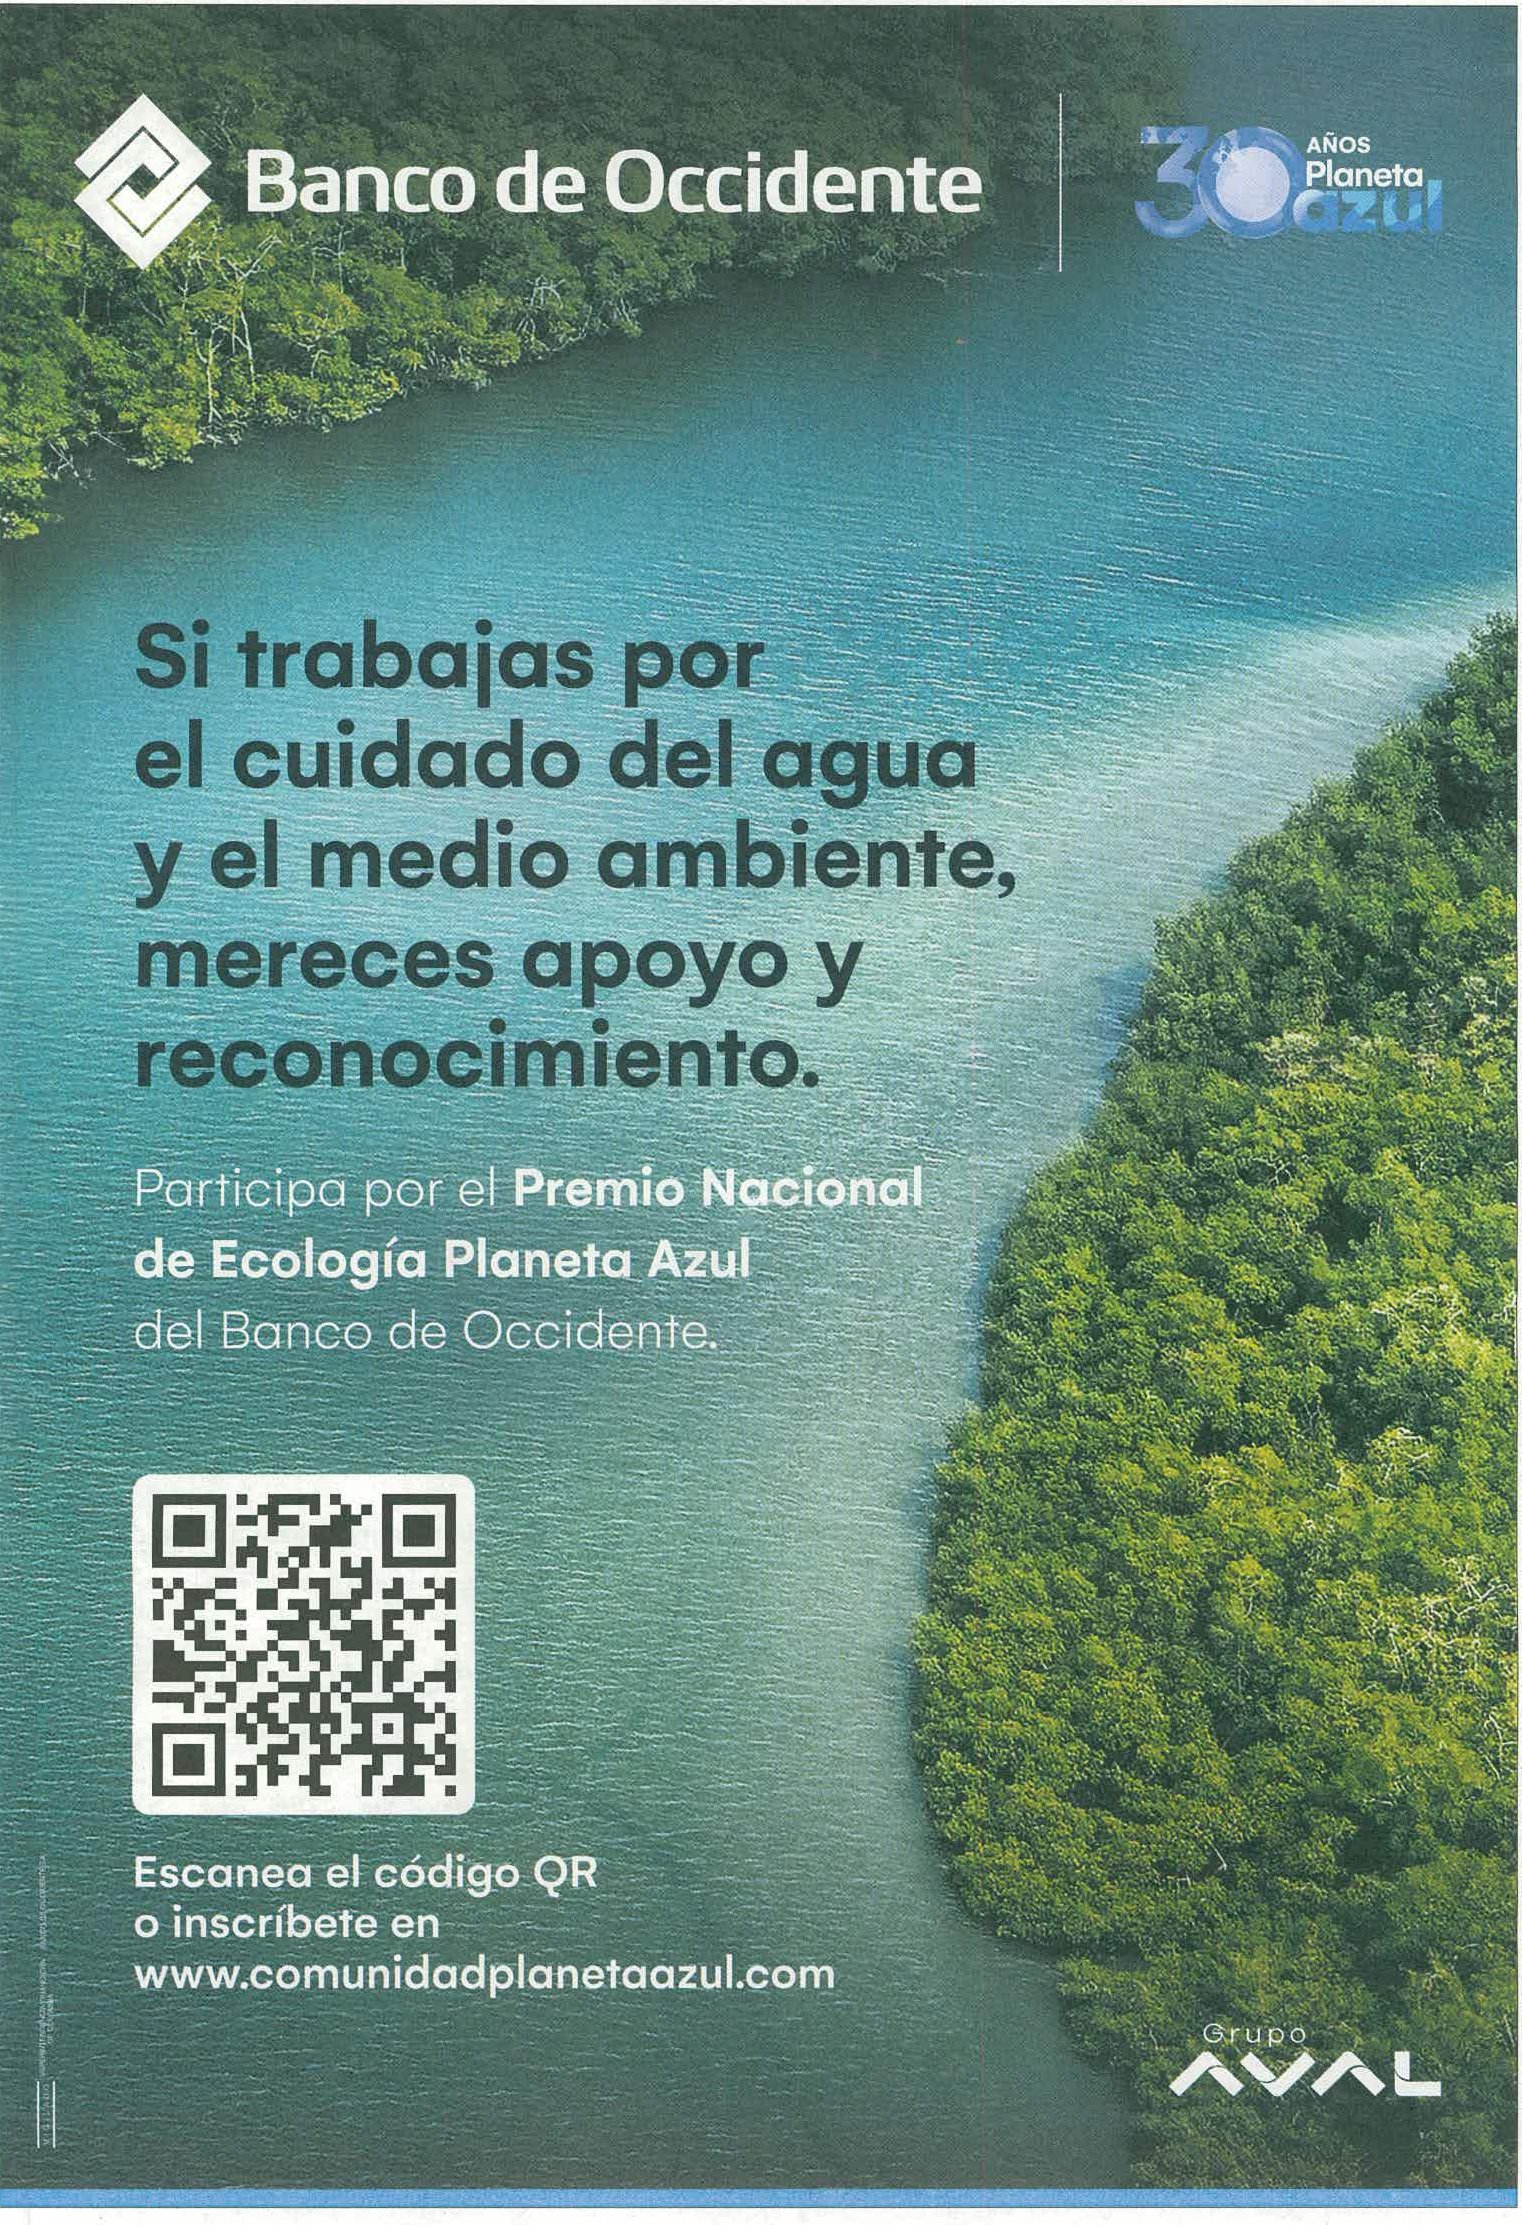 Banco de Occidente
30 AÑOS
Planeta
azul
Si trabajas por
el cuidado del agua
y el medio ambiente,
mereces apoyo y
reconocimiento.
Participa por el Premio Nacional
de Ecología Planeta Azul
del Banco de Occidente.
Escanea el código QR
o inscríbete en
www.comunidadplanetaazul.com
Grupo
AVAL